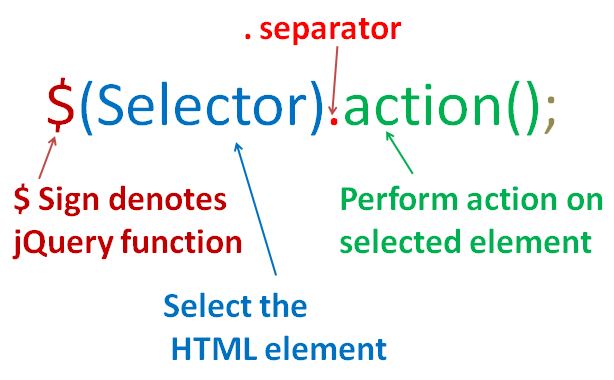 . separator
$(Selector).action();
$ Sign denotes
jQuery function
Perform action on
selected element
Select the
HTML element